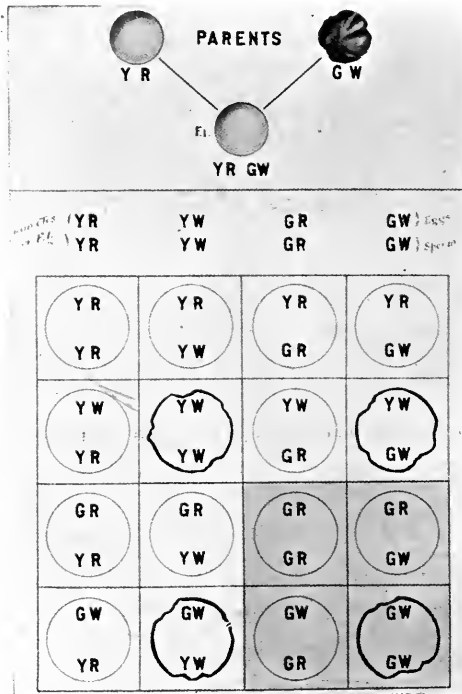 PARENTS
Y R
G W
F1.
YR GW
YR YW GR GW } Eggs
YR YW GR GW } Sperm
YR YR YR YR
YR YW GR GW
YW YW YW YW
YR YW GR GW
GR GR GR GR
YR YW GR GW
GW GW GW GW
YR YW GR GW